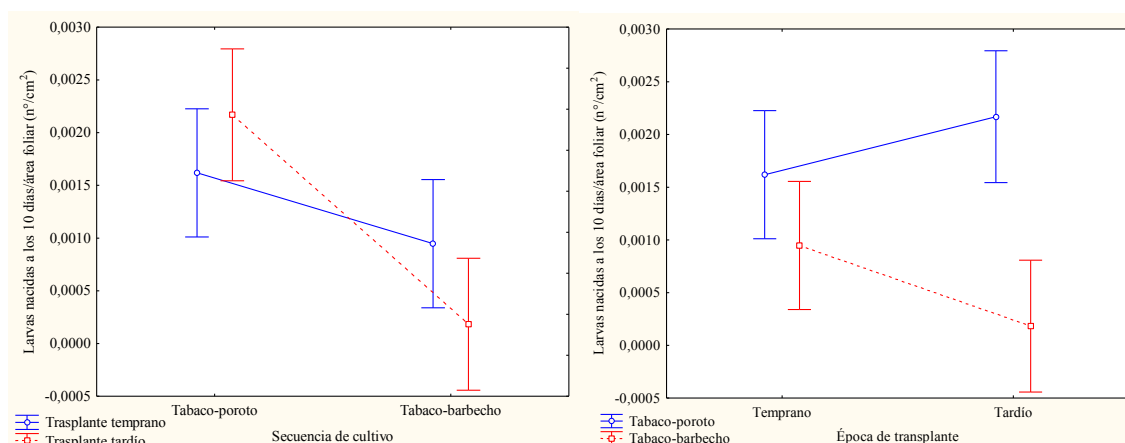 Larvas nacidas a los 10 días/área foliar (n°/cm²)
0,0030
0,0025
0,0020
0,0015
0,0010
0,0005
0,0000
-0,0005
Tabaco-poroto
Tabaco-barbecho
Secuencia de cultivo
Trasplante temprano
Trasplante tardío
Larvas nacidas a los 10 días/área foliar (n°/cm²)
0,0030
0,0025
0,0020
0,0015
0,0010
0,0005
0,0000
-0,0005
Temprano
Tardío
Época de transplante
Tabaco-poroto
Tabaco-barbecho